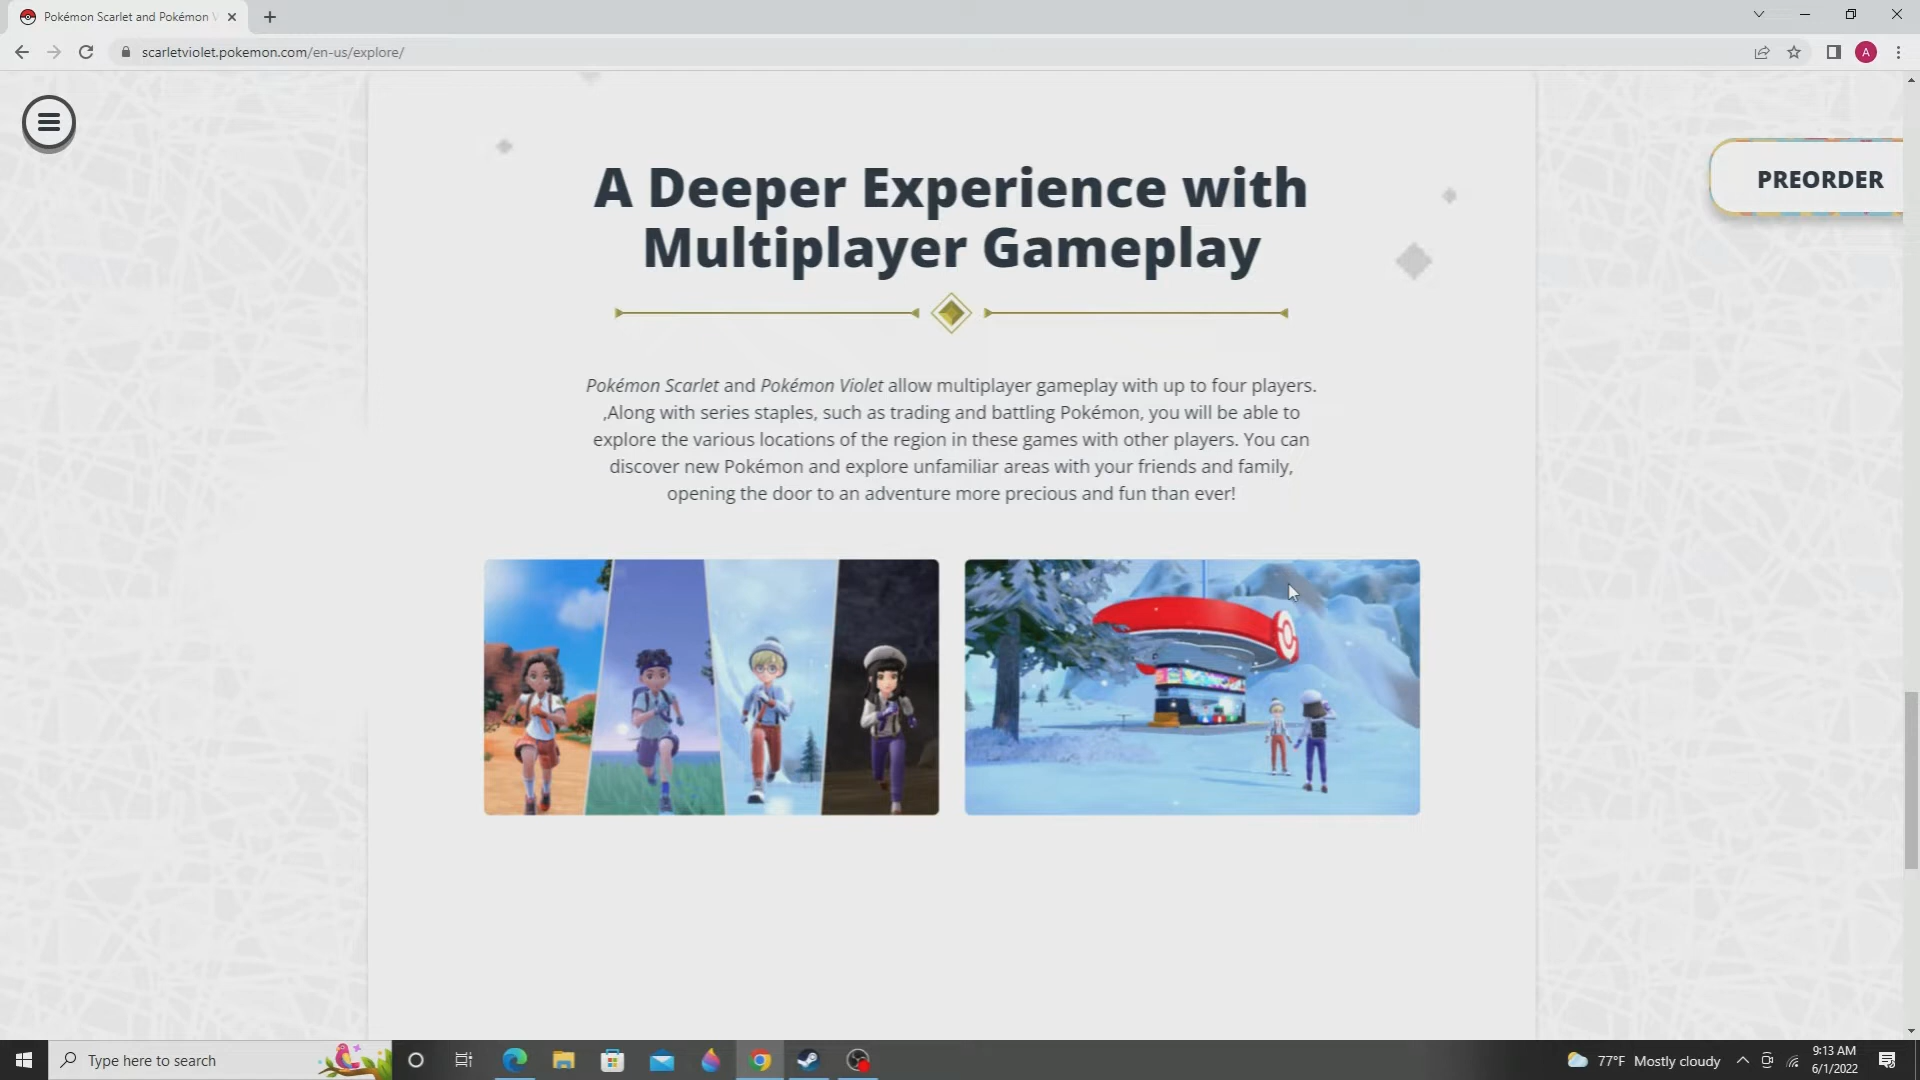 Pokémon Scarlet and Pokémon V
scarletviolet.pokemon.com/en-us/explore/
A
PREORDER
A Deeper Experience with
Multiplayer Gameplay
Pokémon Scarlet and Pokémon Violet allow multiplayer gameplay with up to four players.
,Along with series staples, such as trading and battling Pokémon, you will be able to
explore the various locations of the region in these games with other players. You can
discover new Pokémon and explore unfamiliar areas with your friends and family,
opening the door to an adventure more precious and fun than ever!
Type here to search
77°F Mostly cloudy
9:13 AM
6/1/2022